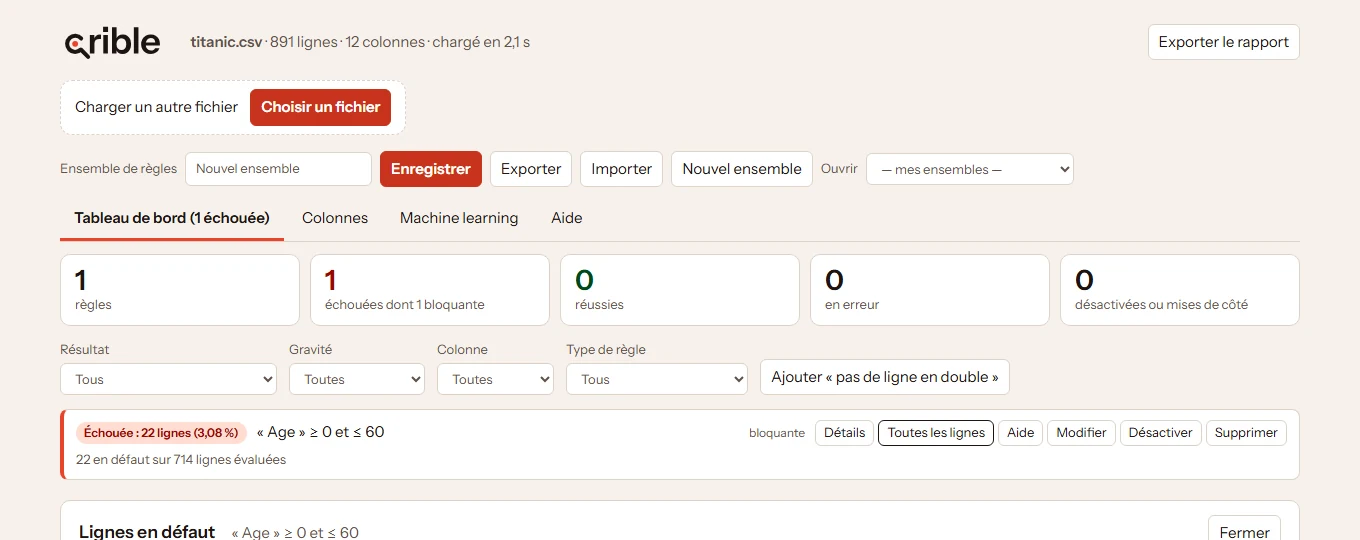 crible
titanic.csv · 891 lignes · 12 colonnes · chargé en 2,1 s
Exporter le rapport
Charger un autre fichier
Choisir un fichier
Ensemble de règles
Nouvel ensemble
Enregistrer
Exporter
Importer
Nouvel ensemble
Ouvrir
— mes ensembles —
Tableau de bord (1 échouée)
Colonnes
Machine learning
Aide
1
règles
1
échouées dont 1 bloquante
0
réussies
0
en erreur
0
désactivées ou mises de côté
Résultat
Tous
Gravité
Toutes
Colonne
Toutes
Type de règle
Tous
Ajouter « pas de ligne en double »
Échouée : 22 lignes (3,08 %)
« Age » ≥ 0 et ≤ 60
bloquante
Détails
Toutes les lignes
Aide
Modifier
Désactiver
Supprimer
22 en défaut sur 714 lignes évaluées
Lignes en défaut
« Age » ≥ 0 et ≤ 60
Fermer